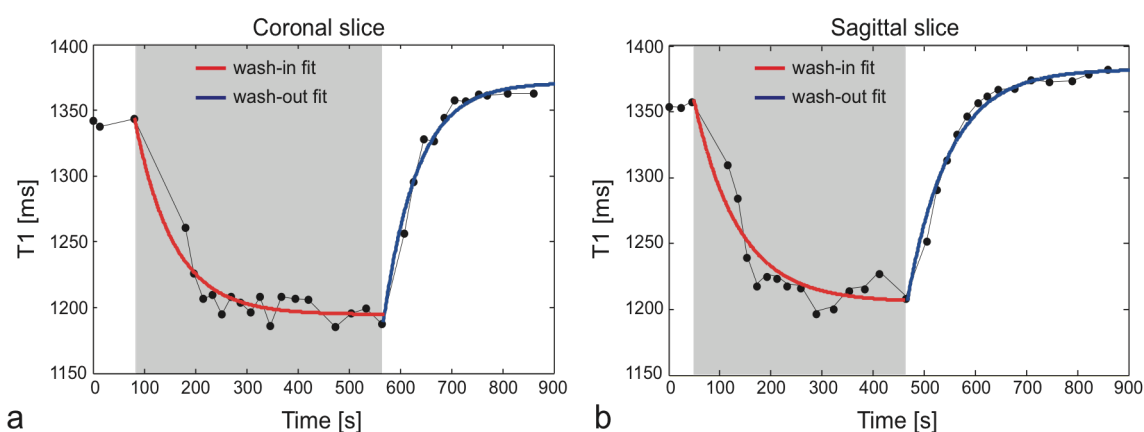 Coronal slice
1400
1350
1300
1250
1200
1150
T1 [ms]
wash-in fit
wash-out fit
0 100 200 300 400 500 600 700 800 900
Time [s]
a
Sagittal slice
1400
1350
1300
1250
1200
1150
T1 [ms]
wash-in fit
wash-out fit
0 100 200 300 400 500 600 700 800 900
Time [s]
b